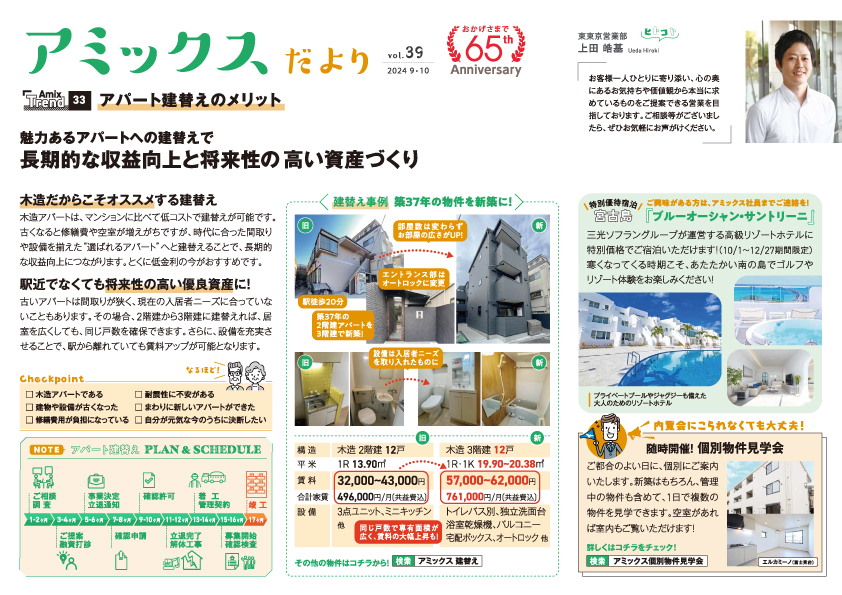 アミックスだより
vol.39
2024 9・10
おかげさまで
65th
Anniversary
東東京営業部
ヒトコト
上田 皓基 Ueda Hiroki
お客様一人ひとりに寄り添い、心の奥
にあるお気持ちや価値観から本当に求
めているものをご提案できる営業を目
指しております。ご相談等がございまし
たら、ぜひお気軽にお声がけください。
Amix Trend 33 アパート建替えのメリット
魅力あるアパートへの建替えで
長期的な収益向上と将来性の高い資産づくり
木造だからこそオススメする建替え
木造アパートは、マンションに比べて低コストで建替えが可能です。
古くなると修繕費や空室が増えがちですが、時代に合った間取り
や設備を揃えた"選ばれるアパート"へと建替えることで、長期的
な収益向上につながります。とくに低金利の今がおすすめです。
駅近でなくても将来性の高い優良資産に!
古いアパートは間取りが狭く、現在の入居者ニーズに合っていな
いこともあります。その場合、2階建から3階建に建替えれば、居
室を広くしても、同じ戸数を確保できます。さらに、設備を充実さ
せることで、駅から離れていても賃料アップが可能となります。
なるほど!
Checkpoint
□ 木造アパートである □ 耐震性に不安がある
□ 建物や設備が古くなった □ まわりに新しいアパートができた
□ 修繕費用が負担になっている □ 自分が元気な今のうちに決断したい
NOTE アパート建替え PLAN & SCHEDULE
ご相談
調査
事業決定
立退通知
確認許可
着工
管理契約
竣工
1-2ヵ月 3-4ヵ月 5-6ヵ月 7-8ヵ月 9-10ヵ月 11-12ヵ月 13-14ヵ月 15-16ヵ月 17ヵ月
ご提案
融資打診
確認申請
立退完了
解体工事
募集開始
確認検査
建替え事例 築37年の物件を新築に!
旧
新
部屋数は変わらず
お部屋の広さがUP!
エントランス部は
オートロックに変更
駅徒歩20分
築37年の
2階建アパートを
3階建で新築!
旧
設備は入居者ニーズ
を取り入れたものに
新
旧
新
構造 木造 2階建 12戸 木造 3階建 12戸
平米 1R 13.90㎡ 1R・1K 19.90~20.38㎡
賃料 32,000~43,000円 57,000~62,000円
合計家賃 496,000円/月(共益費込) 761,000円/月(共益費込)
設備 3点ユニット、ミニキッチン他 トイレバス別、独立洗面台
浴室乾燥機、バルコニー
宅配ボックス、オートロック 他
同じ戸数で専有面積が
広く、賃料の大幅上昇も!
その他の物件はコチラから! 検索 アミックス 建替え
特別優待宿泊
宮古島
ご興味がある方は、アミックス社員までご連絡を!
『ブルーオーシャン・サントリーニ』
三光ソフラングループが運営する高級リゾートホテルに
特別価格でご宿泊いただけます!(10/1~12/27期間限定)
寒くなってくる時期こそ、あたたかい南の島でゴルフや
リゾート体験をお楽しみください!
プライベートプールやジャグジーも備えた
大人のためのリゾートホテル
内覧会にこられなくても大丈夫!
随時開催! 個別物件見学会
ご都合のよい日に、個別にご案内
いたします。新築はもちろん、管理
中の物件も含めて、1日で複数の
物件を見学できます。空室があれ
ば室内もご覧いただけます!
詳しくはコチラをチェック!
検索 アミックス個別物件見学会
エルカミーノ(富士見台)